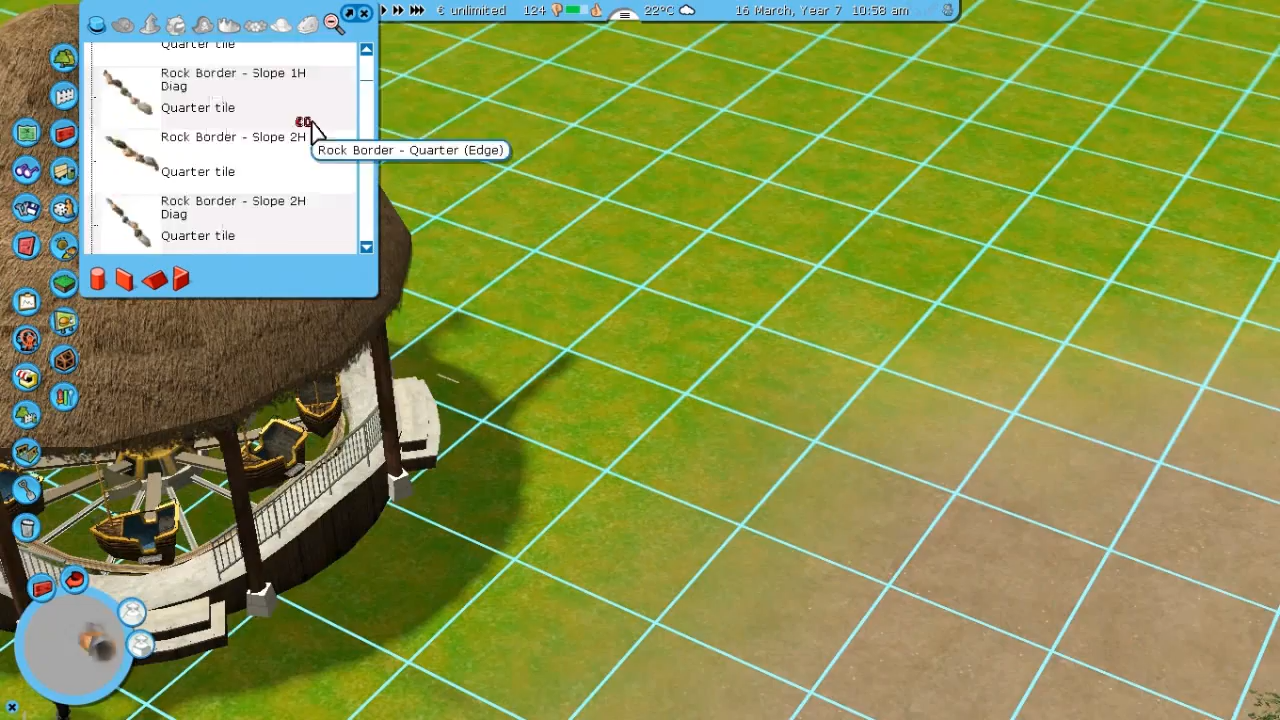 € unlimited 124 22°C 16 March, Year 7 10:58 am
Quarter tile
Rock Border - Slope 1H
Diag
Quarter tile
Rock Border - Slope 2H
Rock Border - Quarter (Edge)
Quarter tile
Rock Border - Slope 2H
Diag
Quarter tile